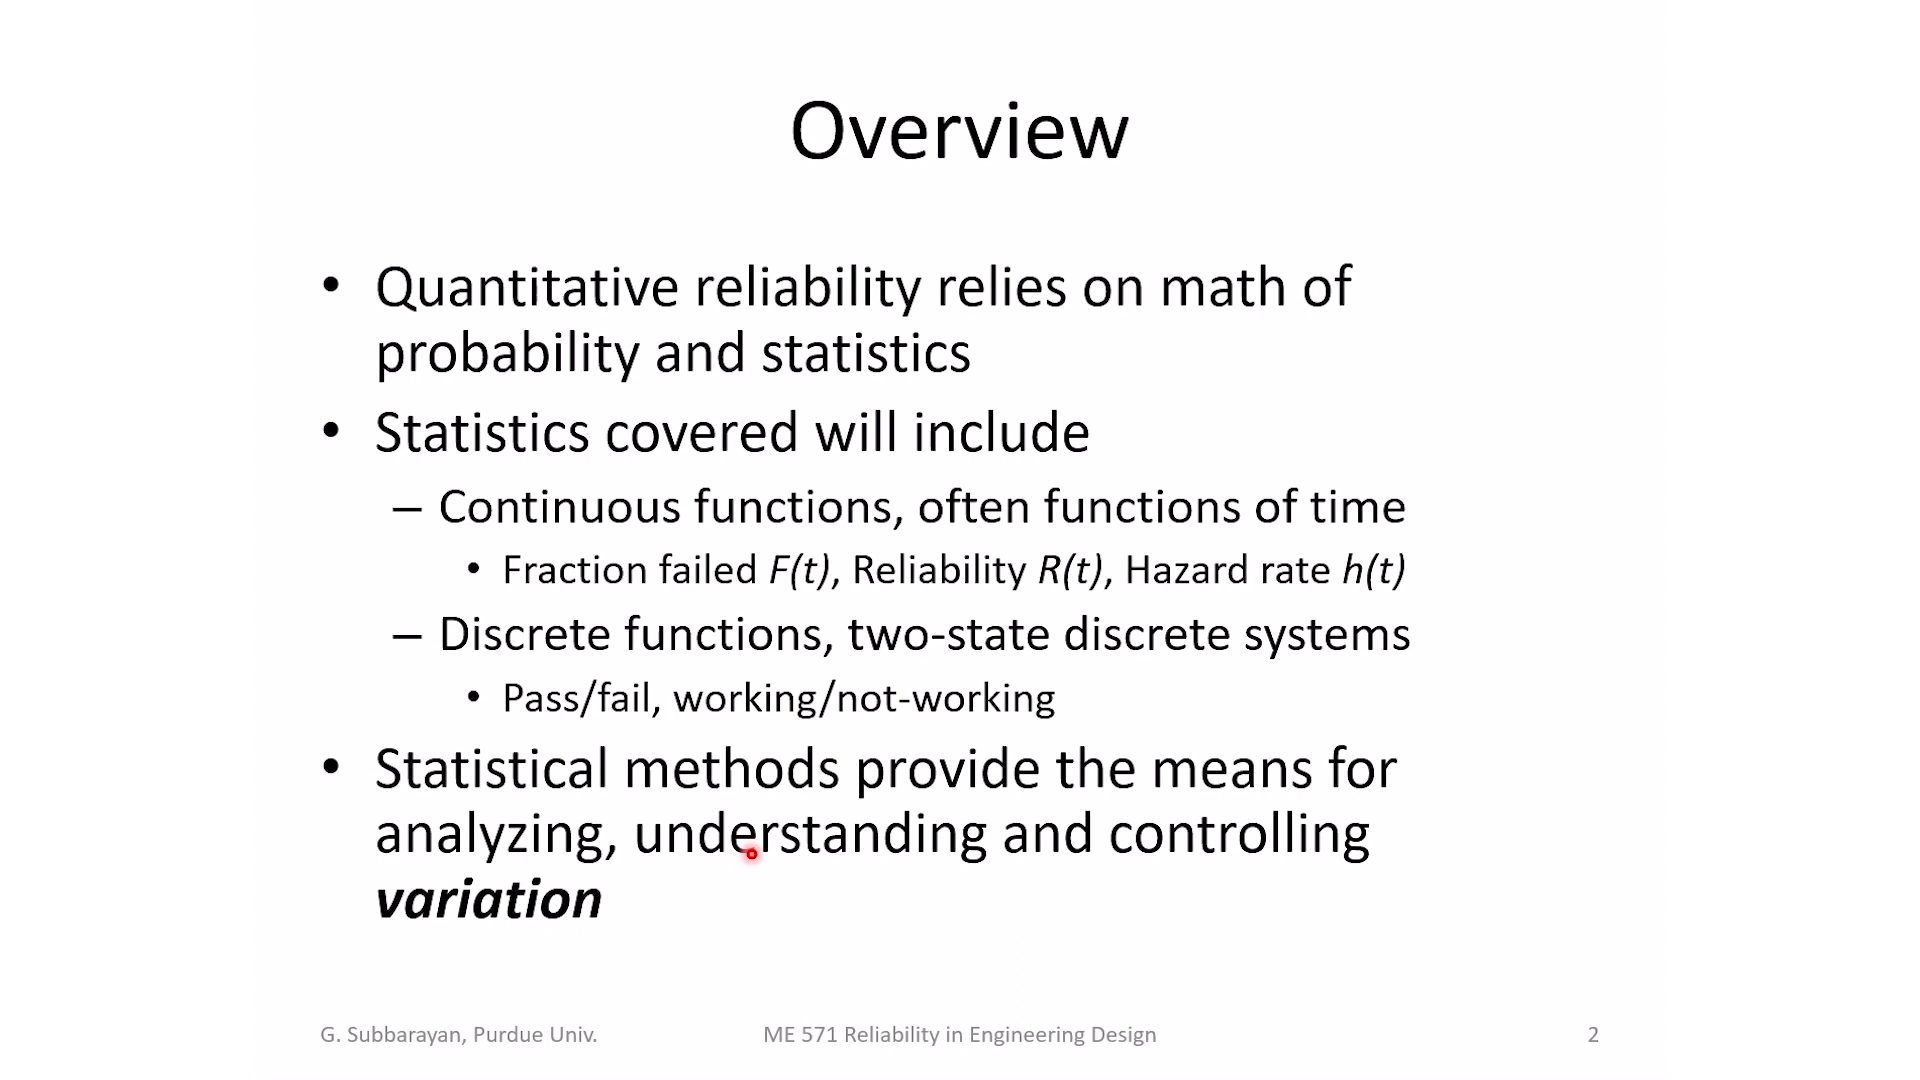 Overview
• Quantitative reliability relies on math of
probability and statistics
• Statistics covered will include
– Continuous functions, often functions of time
• Fraction failed F(t), Reliability R(t), Hazard rate h(t)
– Discrete functions, two-state discrete systems
• Pass/fail, working/not-working
• Statistical methods provide the means for
analyzing, understanding and controlling
variation
G. Subbarayan, Purdue Univ. ME 571 Reliability in Engineering Design 2